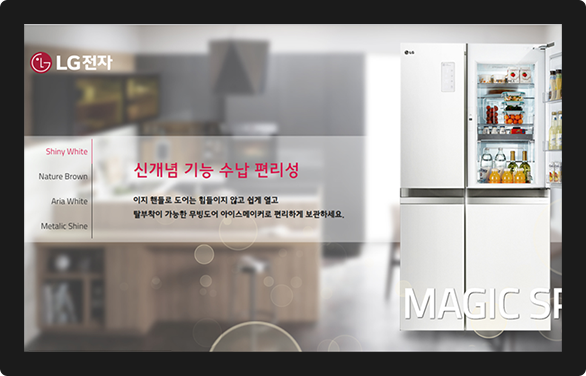 LG전자
Shiny White
Nature Brown
Aria White
Metalic Shine
신개념 기능 수납 편리성
이지 핸들로 도어는 힘들이지 않고 쉽게 열고
탈부착이 가능한 무빙도어 아이스메이커로 편리하게 보관하세요.
LG
MAGIC SP